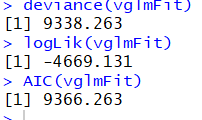 > deviance(vglmFit)
[1] 9338.263
> logLik(vglmFit)
[1] -4669.131
> AIC(vglmFit)
[1] 9366.263
>